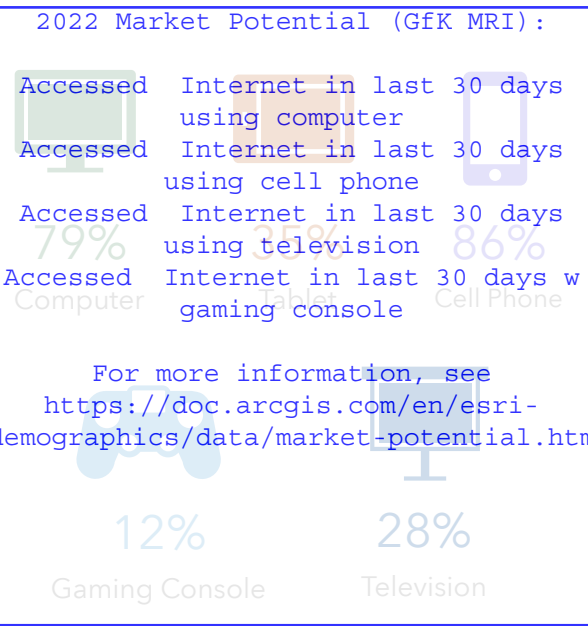 2022 Market Potential (GfK MRI):
Accessed Internet in last 30 days
using computer
Accessed Internet in last 30 days
using cell phone
Accessed Internet in last 30 days
using television
Accessed Internet in last 30 days w
gaming console
For more information, see
https://doc.arcgis.com/en/esri-
demographics/data/market-potential.htm
79% 35% 86%
Computer Tablet Cell Phone
12% 28%
Gaming Console Television